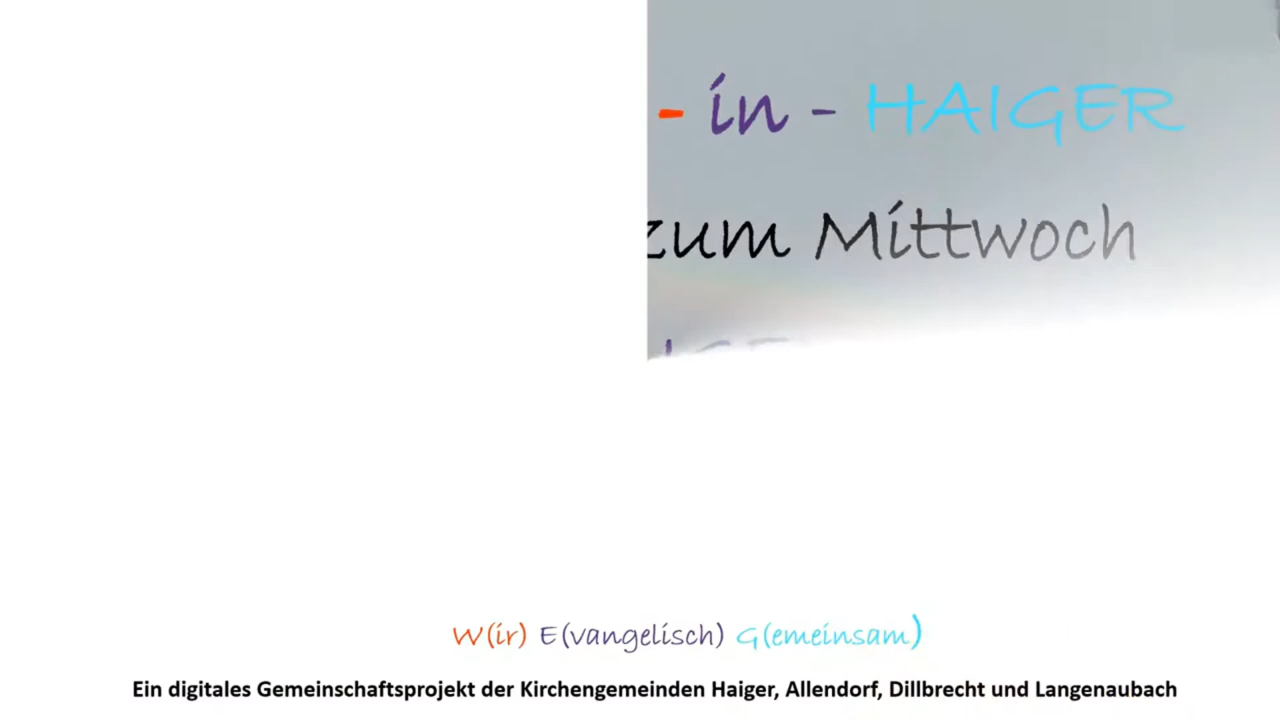 - in - HAIGER
zum Mittwoch
W(ir) E(vangelisch) G(emeinsam)
Ein digitales Gemeinschaftsprojekt der Kirchengemeinden Haiger, Allendorf, Dillbrecht und Langenaubach